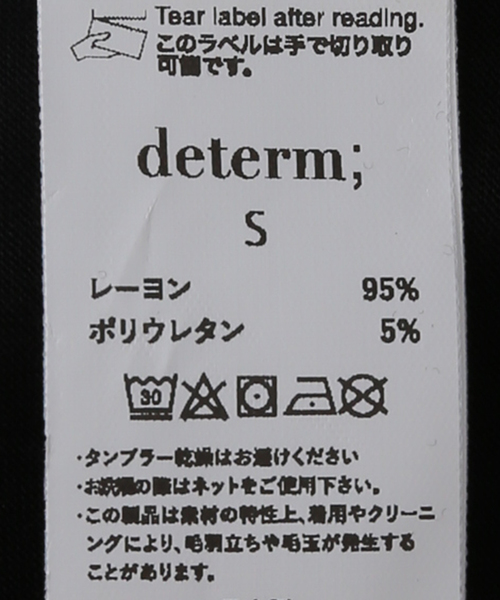 Tear label after reading.
このラベルは手で切り取り
可能です。
determ;
S
レーヨン 95%
ポリウレタン 5%
30
・タンブラー乾燥はお避けください
・お洗濯の際はネットをご使用下さい。
・この製品は素材の特性上、着用やクリーニ
ングにより、毛羽立ちや毛玉が発生する
ことがあります。